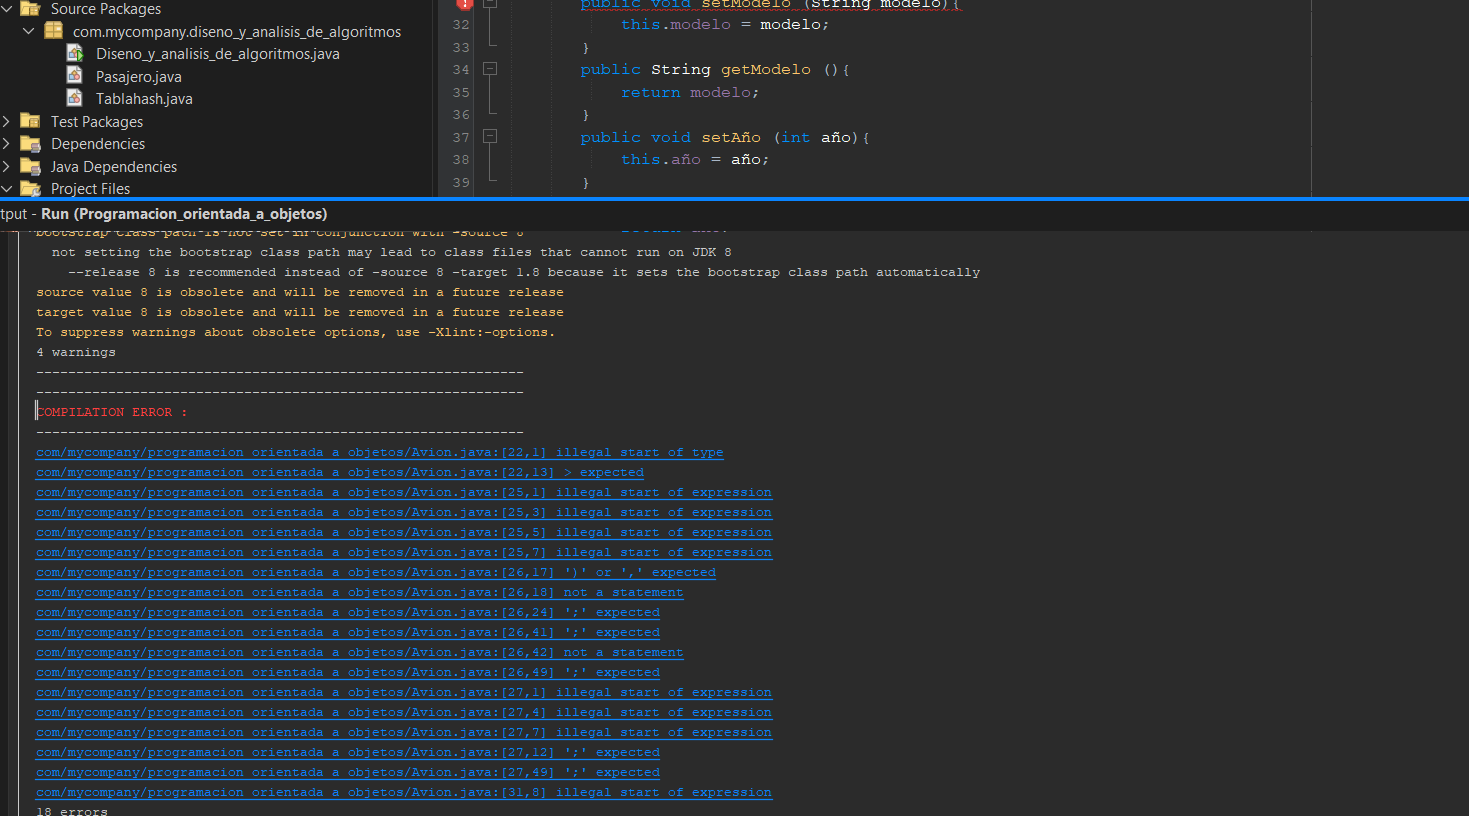 Source Packages
com.mycompany.diseno_y_analisis_de_algoritmos
Diseno_y_analisis_de_algoritmos.java
Pasajero.java
Tablahash.java
Test Packages
Dependencies
Java Dependencies
Project Files
public void setModelo (String modelo){
32 this.modelo = modelo;
33 }
34 public String getModelo (){
35 return modelo;
36 }
37 public void setAño (int año){
38 this.año = año;
39 }
tput - Run (Programacion_orientada_a_objetos)
bootstrap class path is not set in conjunction with -source 8
not setting the bootstrap class path may lead to class files that cannot run on JDK 8
--release 8 is recommended instead of -source 8 -target 1.8 because it sets the bootstrap class path automatically
source value 8 is obsolete and will be removed in a future release
target value 8 is obsolete and will be removed in a future release
To suppress warnings about obsolete options, use -Xlint:-options.
4 warnings
-------------------------------------------------------------
-------------------------------------------------------------
COMPILATION ERROR :
-------------------------------------------------------------
com/mycompany/programacion_orientada_a_objetos/Avion.java:[22,1] illegal start of type
com/mycompany/programacion_orientada_a_objetos/Avion.java:[22,13] > expected
com/mycompany/programacion_orientada_a_objetos/Avion.java:[25,1] illegal start of expression
com/mycompany/programacion_orientada_a_objetos/Avion.java:[25,3] illegal start of expression
com/mycompany/programacion_orientada_a_objetos/Avion.java:[25,5] illegal start of expression
com/mycompany/programacion_orientada_a_objetos/Avion.java:[25,7] illegal start of expression
com/mycompany/programacion_orientada_a_objetos/Avion.java:[26,17] ')' or ',' expected
com/mycompany/programacion_orientada_a_objetos/Avion.java:[26,18] not a statement
com/mycompany/programacion_orientada_a_objetos/Avion.java:[26,24] ';' expected
com/mycompany/programacion_orientada_a_objetos/Avion.java:[26,41] ';' expected
com/mycompany/programacion_orientada_a_objetos/Avion.java:[26,42] not a statement
com/mycompany/programacion_orientada_a_objetos/Avion.java:[26,49] ';' expected
com/mycompany/programacion_orientada_a_objetos/Avion.java:[27,1] illegal start of expression
com/mycompany/programacion_orientada_a_objetos/Avion.java:[27,4] illegal start of expression
com/mycompany/programacion_orientada_a_objetos/Avion.java:[27,7] illegal start of expression
com/mycompany/programacion_orientada_a_objetos/Avion.java:[27,12] ';' expected
com/mycompany/programacion_orientada_a_objetos/Avion.java:[27,49] ';' expected
com/mycompany/programacion_orientada_a_objetos/Avion.java:[31,8] illegal start of expression
18 errors